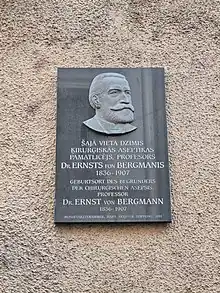 ŠAJĀ VIETĀ DZIMIS
ĶIRURĢISKĀS ASEPTIKAS
PAMATLICĒJS, PROFESORS
DR. ERNSTS VON BERGMANIS
1836-1907
GEBURTSORT DES BEGRÜNDERS
DER CHIRURGISCHEN ASEPSIS
PROFESSOR
DR. ERNST VON BERGMANN
1836-1907